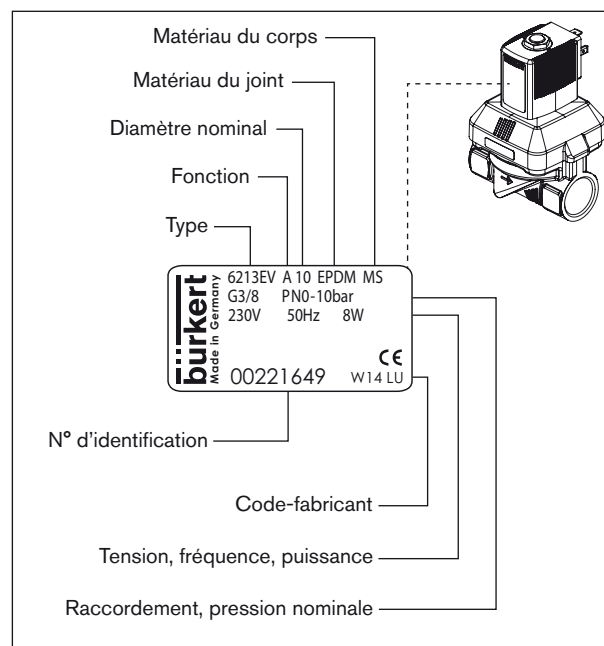 Matériau du corps
Matériau du joint
Diamètre nominal
Fonction
Type
bürkert
Made in Germany
6213EV A 10 EPDM MS
G3/8 PN0-10bar
230V 50Hz 8W
CE
00221649 W14 LU
N° d'identification
Code-fabricant
Tension, fréquence, puissance
Raccordement, pression nominale